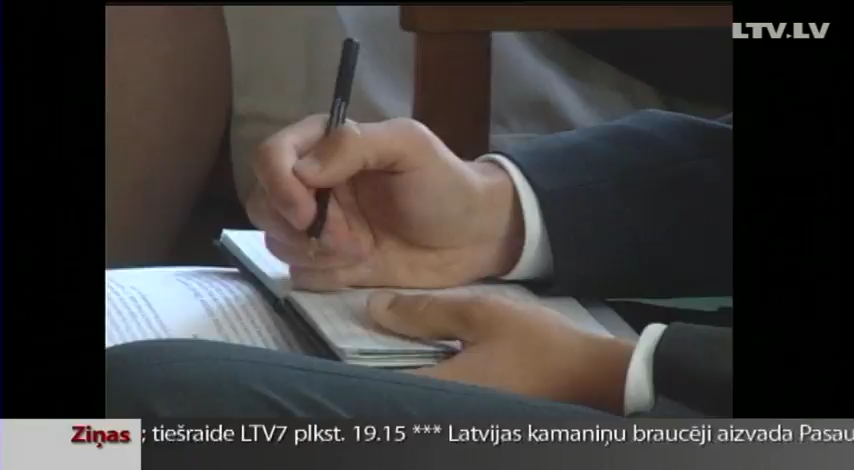 LTV.LV
Ziņas ; tiešraide LTV7 plkst. 19.15 *** Latvijas kamaniņu braucēji aizvada Pasau